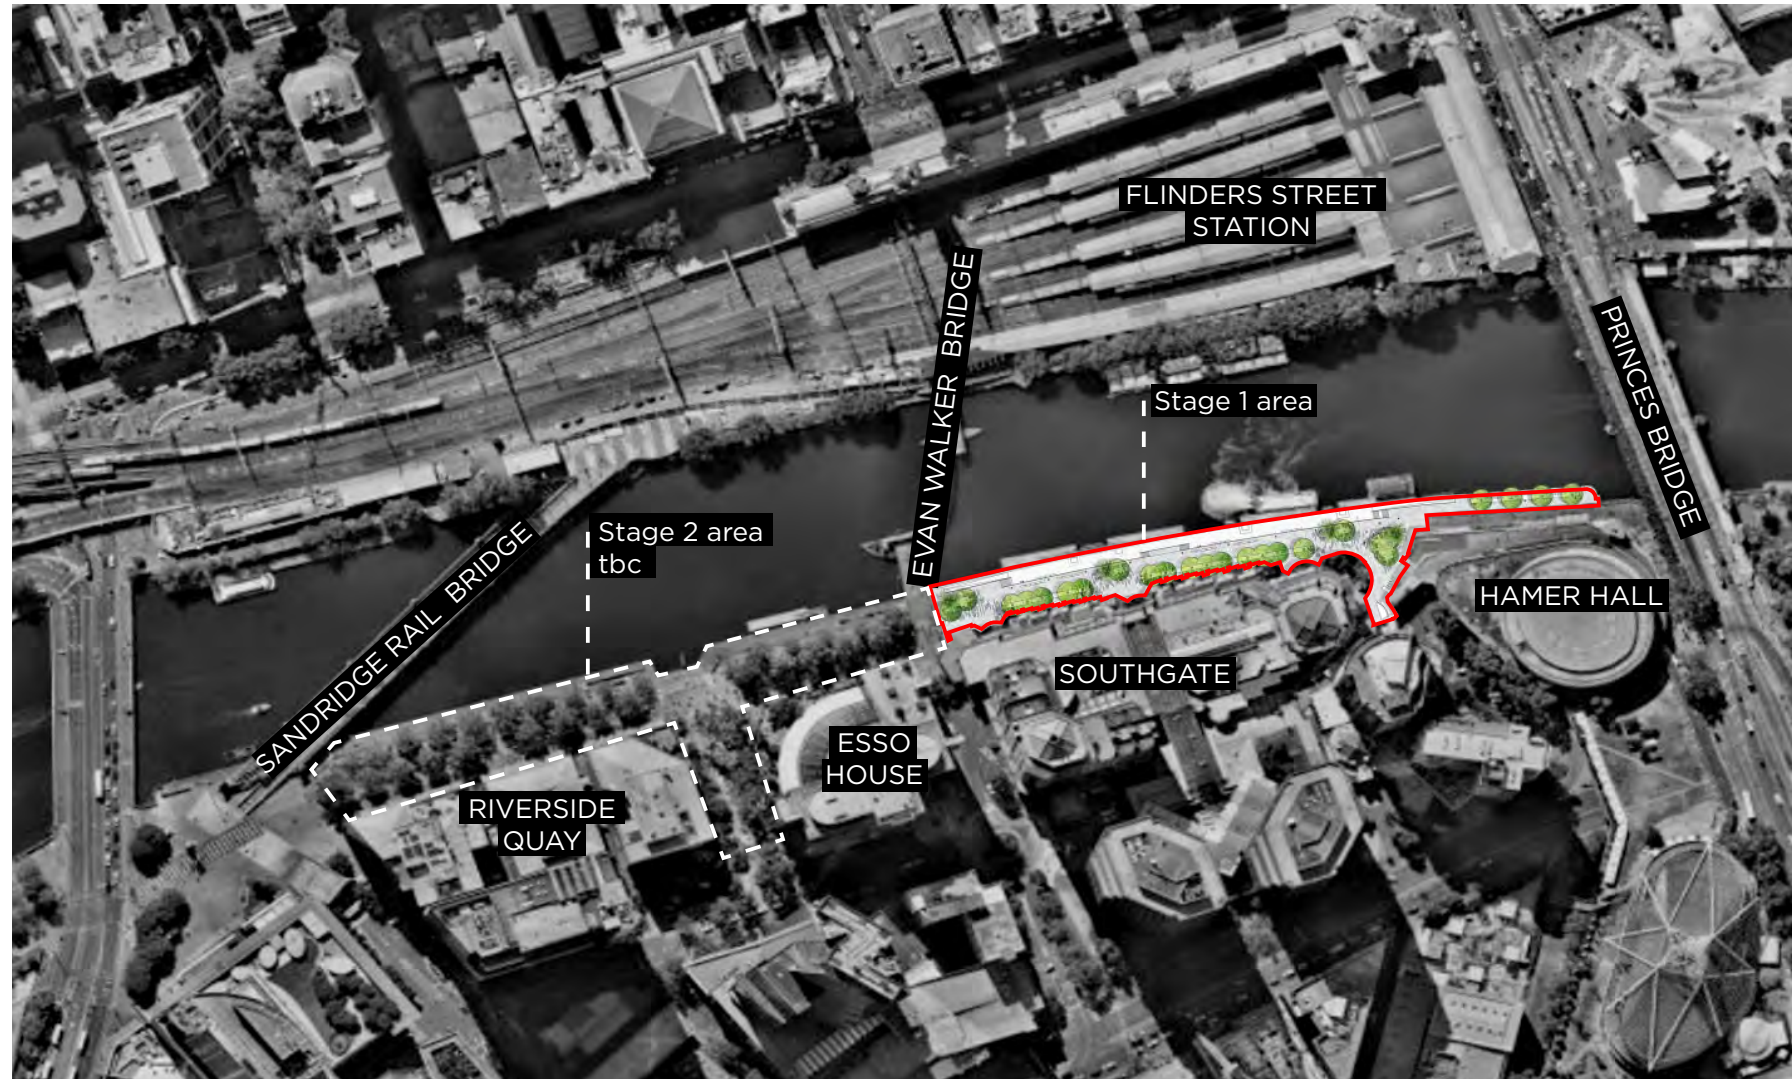 FLINDERS STREET
STATION
EVAN WALKER BRIDGE
PRINCES BRIDGE
Stage 1 area
Stage 2 area
tbc
SANDRIDGE RAIL BRIDGE
HAMER HALL
SOUTHGATE
ESSO
HOUSE
RIVERSIDE
QUAY